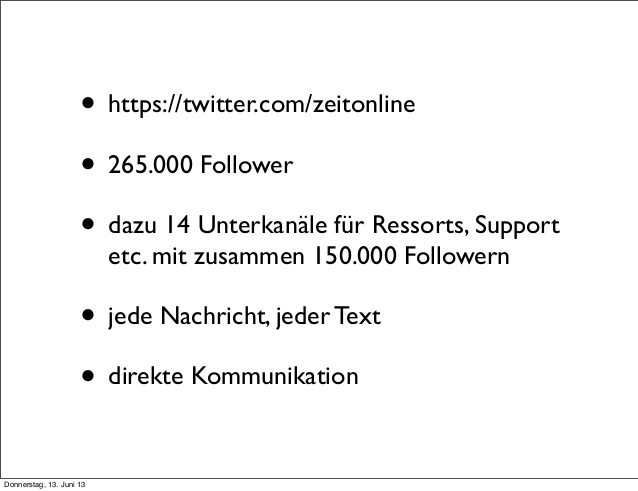 • https://twitter.com/zeitonline
• 265.000 Follower
• dazu 14 Unterkanäle für Ressorts, Support
etc. mit zusammen 150.000 Followern
• jede Nachricht, jeder Text
• direkte Kommunikation
Donnerstag, 13. Juni 13